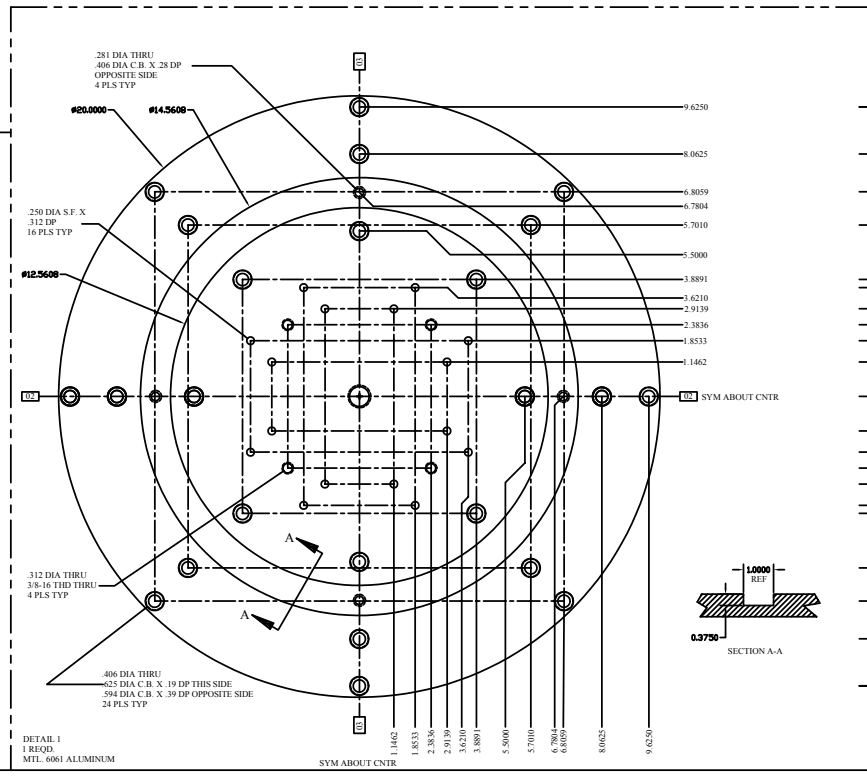 .281 DIA THRU
.406 DIA C.B. X .28 DP
OPPOSITE SIDE
4 PLS TYP
03
ø20.0000
ø14.5608
9.6250
8.0625
6.8059
6.7804
5.7010
5.5000
3.8891
3.6210
2.9139
2.3836
1.8533
1.1462
.250 DIA S.F. X
.312 DP
16 PLS TYP
ø12.5608
02
02 SYM ABOUT CNTR
A
A
.312 DIA THRU
3/8-16 THD THRU
4 PLS TYP
1.0000
REF
0.3750
SECTION A-A
.406 DIA THRU
.625 DIA C.B. X .19 DP THIS SIDE
.594 DIA C.B. X .39 DP OPPOSITE SIDE
24 PLS TYP
03
1.1462
1.8533
2.3836
2.9139
3.6210
3.8891
5.5000
5.7010
6.7804
6.8059
8.0625
9.6250
DETAIL 1
1 REQD.
MTL. 6061 ALUMINUM
SYM ABOUT CNTR